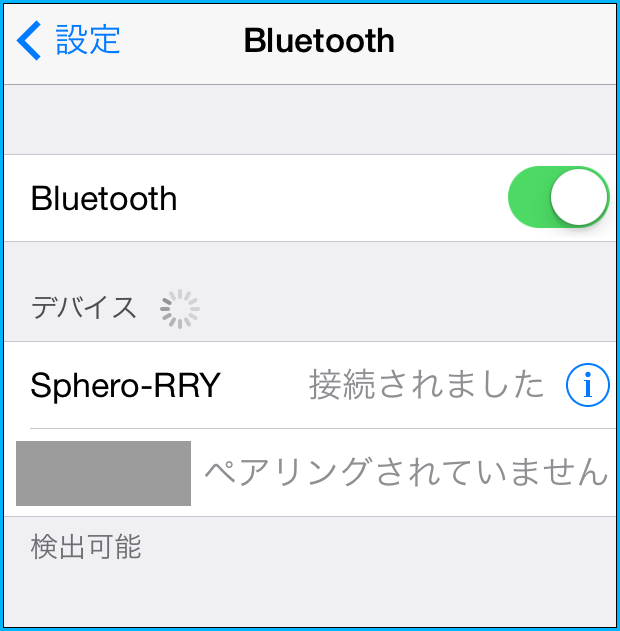 設定 Bluetooth
Bluetooth
デバイス
Sphero-RRY 接続されました
ペアリングされていません
検出可能